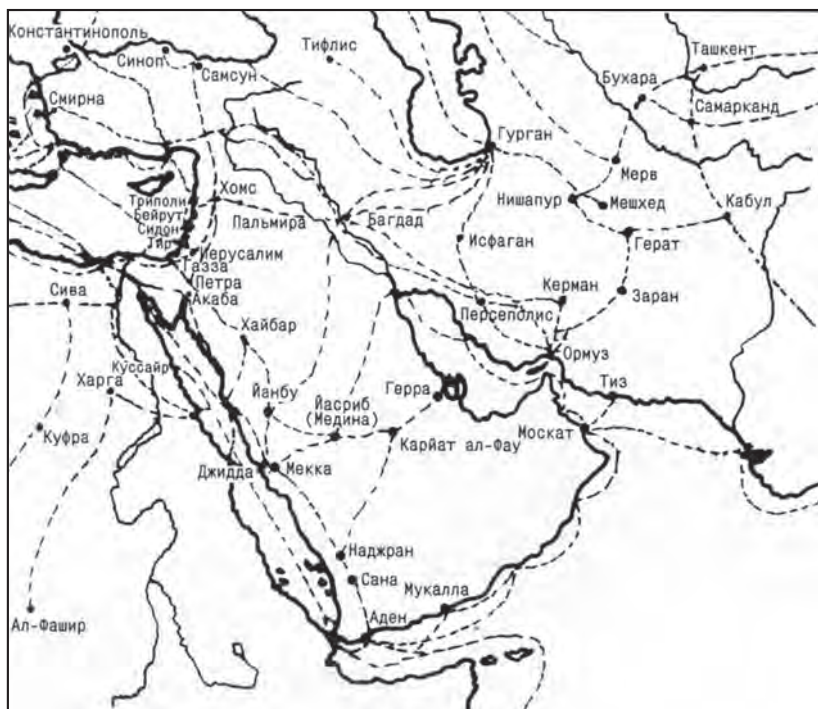 Константинополь
Синоп
Самсун
Тифлис
Ташкент
Бухара
Смирна
Самарканд
Гурган
Мерв
Хомс
Триполи
Бейрут
Пальмира
Багдад
Нишапур
Мешхед
Кабул
Сидон
Тир
Исфаган
Герат
Иерусалим
Газза
Петра
Сива
Акаба
Керман
Заран
Персеполис
Хайбар
Ормуз
Куссайр
Харга
Йанбу
Герра
Тиз
Йасриб
(Медина)
Куфра
Карйат ал-Фау
Москат
Джидда
Мекка
Наджран
Сана
Мукалла
Ал-Фашир
Аден